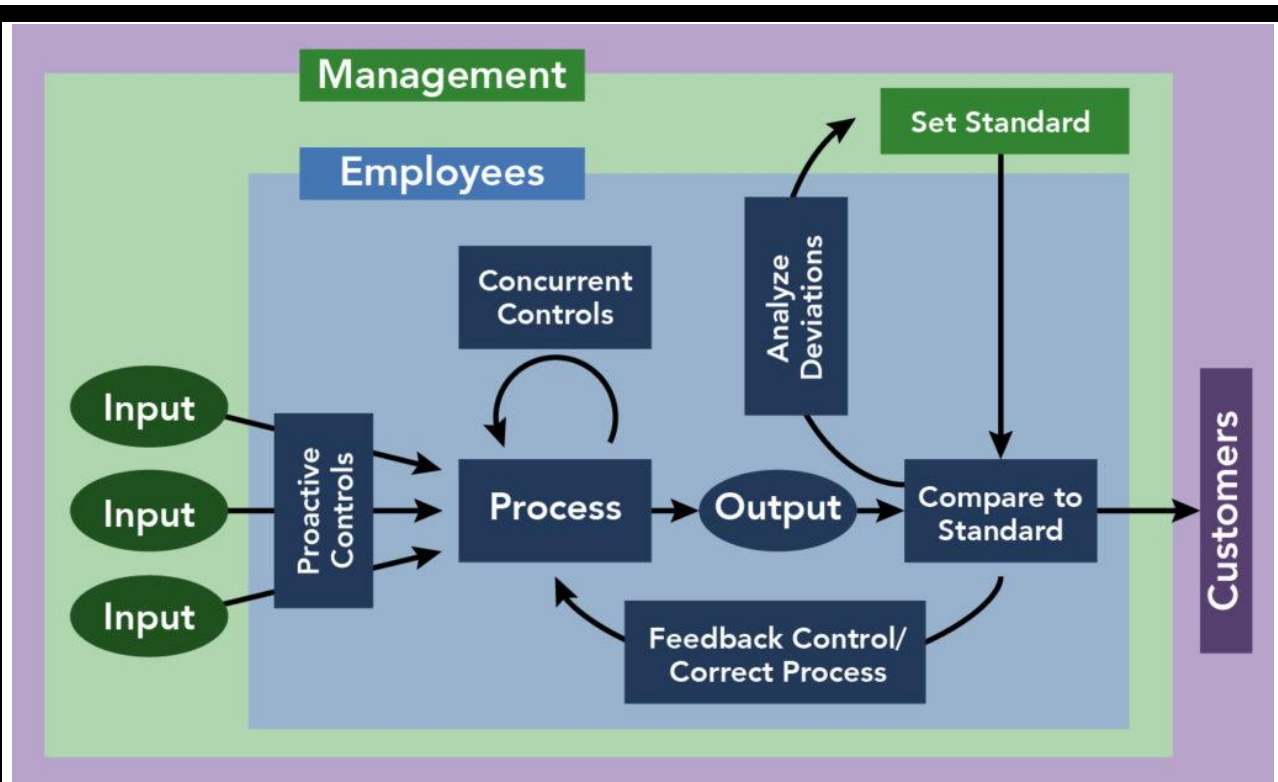 Management
Set Standard
Employees
Concurrent
Controls
Analyze
Deviations
Input
Input
Input
Proactive
Controls
Process
Output
Compare to
Standard
Customers
Feedback Control/
Correct Process